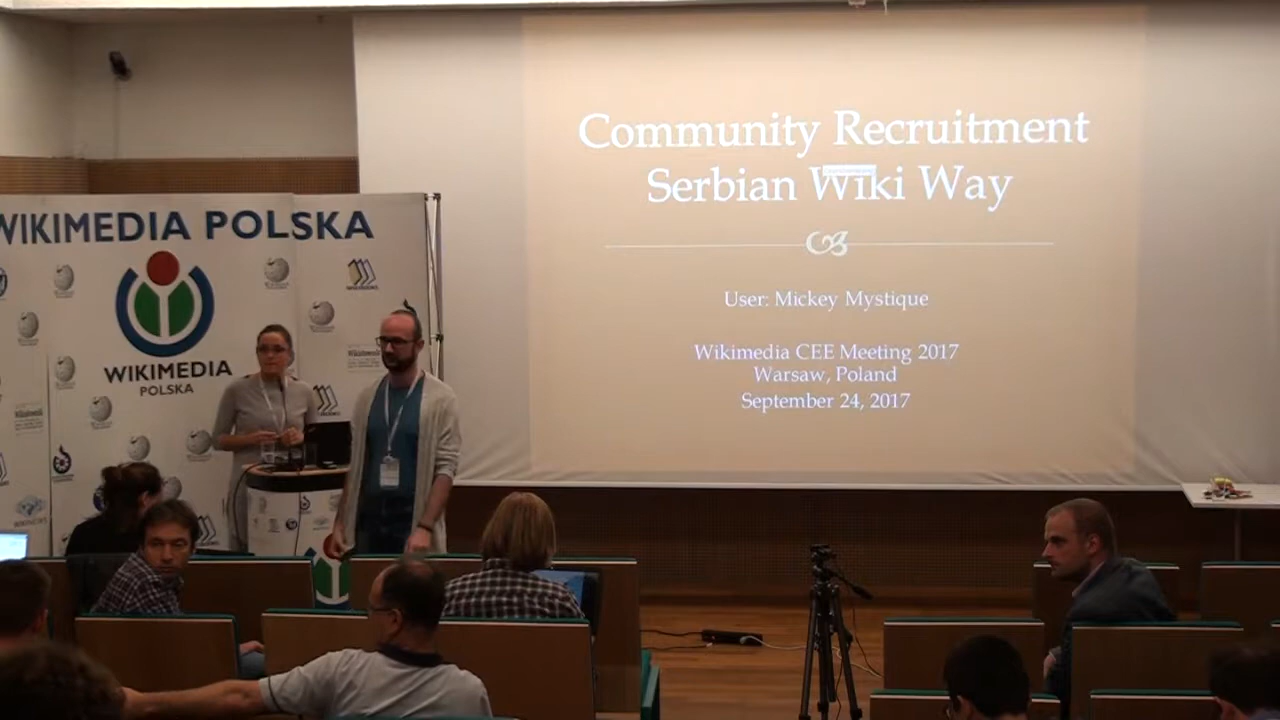 Community Recruitment
Serbian Wiki Way
User: Mickey Mystique
Wikimedia CEE Meeting 2017
Warsaw, Poland
September 24, 2017
WIKIMEDIA POLSKA
WIKIMEDIA
POLSKA